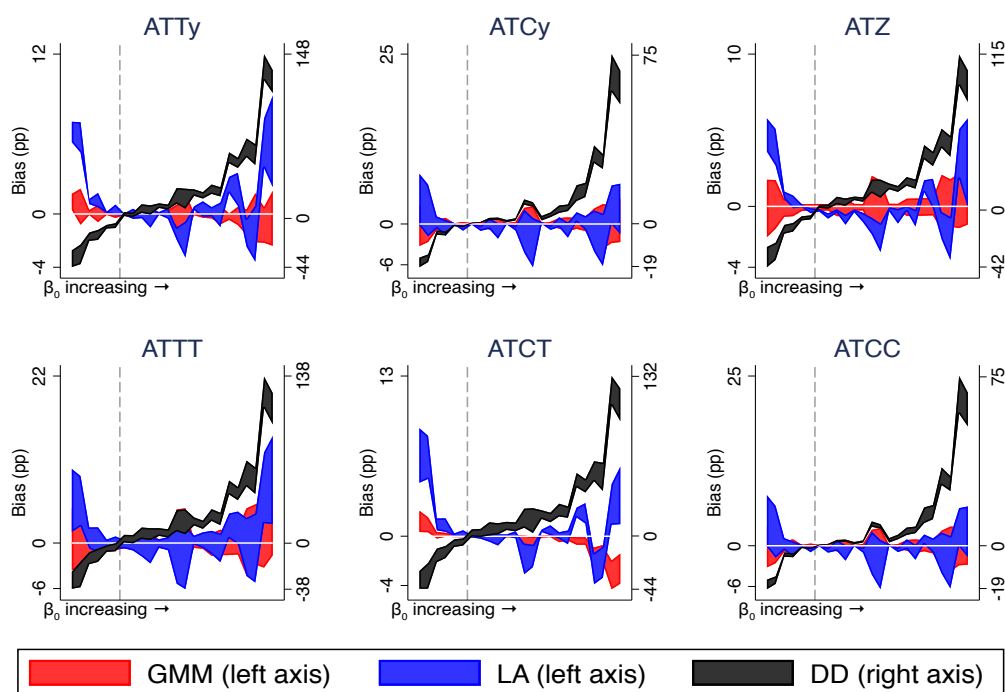 ATTy
12
0
-4
148
0
-44
Bias (pp)
β₀ increasing →
ATCy
25
0
-6
75
0
-19
Bias (pp)
β₀ increasing →
ATZ
10
0
-4
115
0
-42
Bias (pp)
β₀ increasing →
ATTT
22
0
-6
138
0
-38
Bias (pp)
β₀ increasing →
ATCT
13
0
-4
132
0
-44
Bias (pp)
β₀ increasing →
ATCC
25
0
-6
75
0
-19
Bias (pp)
β₀ increasing →
GMM (left axis) LA (left axis) DD (right axis)